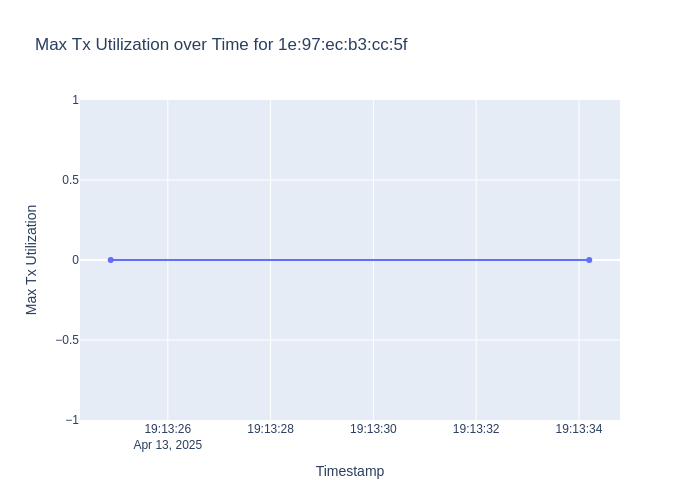 Max Tx Utilization over Time for 1e:97:ec:b3:cc:5f
Max Tx Utilization
1
0.5
0
−0.5
−1
19:13:26
Apr 13, 2025
19:13:28
19:13:30
19:13:32
19:13:34
Timestamp